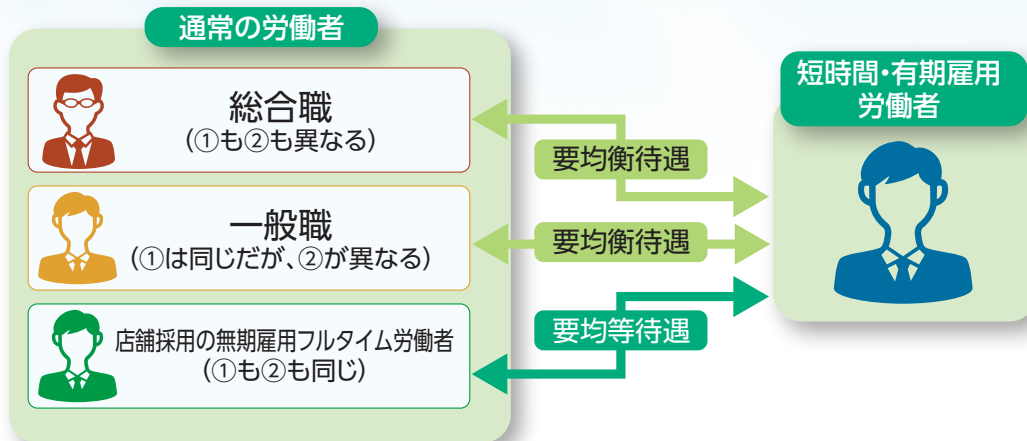 通常の労働者
総合職
(①も②も異なる)
一般職
(①は同じだが、②が異なる)
店舗採用の無期雇用フルタイム労働者
(①も②も同じ)
要均衡待遇
要均衡待遇
要均等待遇
短時間・有期雇用
労働者